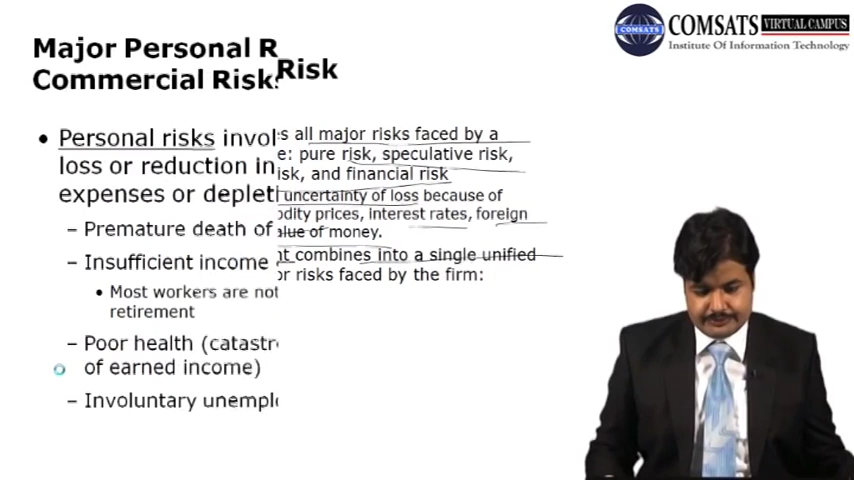 COMSATS VIRTUAL CAMPUS
Institute Of Information Technology
COMSATS
Major Personal R
Commercial Risk
Risk
• Personal risks invol
loss or reduction in
expenses or deplet
– Premature death of
– Insufficient income
• Most workers are not
retirement
– Poor health (catastr
of earned income)
– Involuntary unempl
s all major risks faced by a
e: pure risk, speculative risk,
isk, and financial risk
uncertainty of loss because of
odity prices, interest rates, foreign
alue of money.
nt combines into a single unified
or risks faced by the firm: